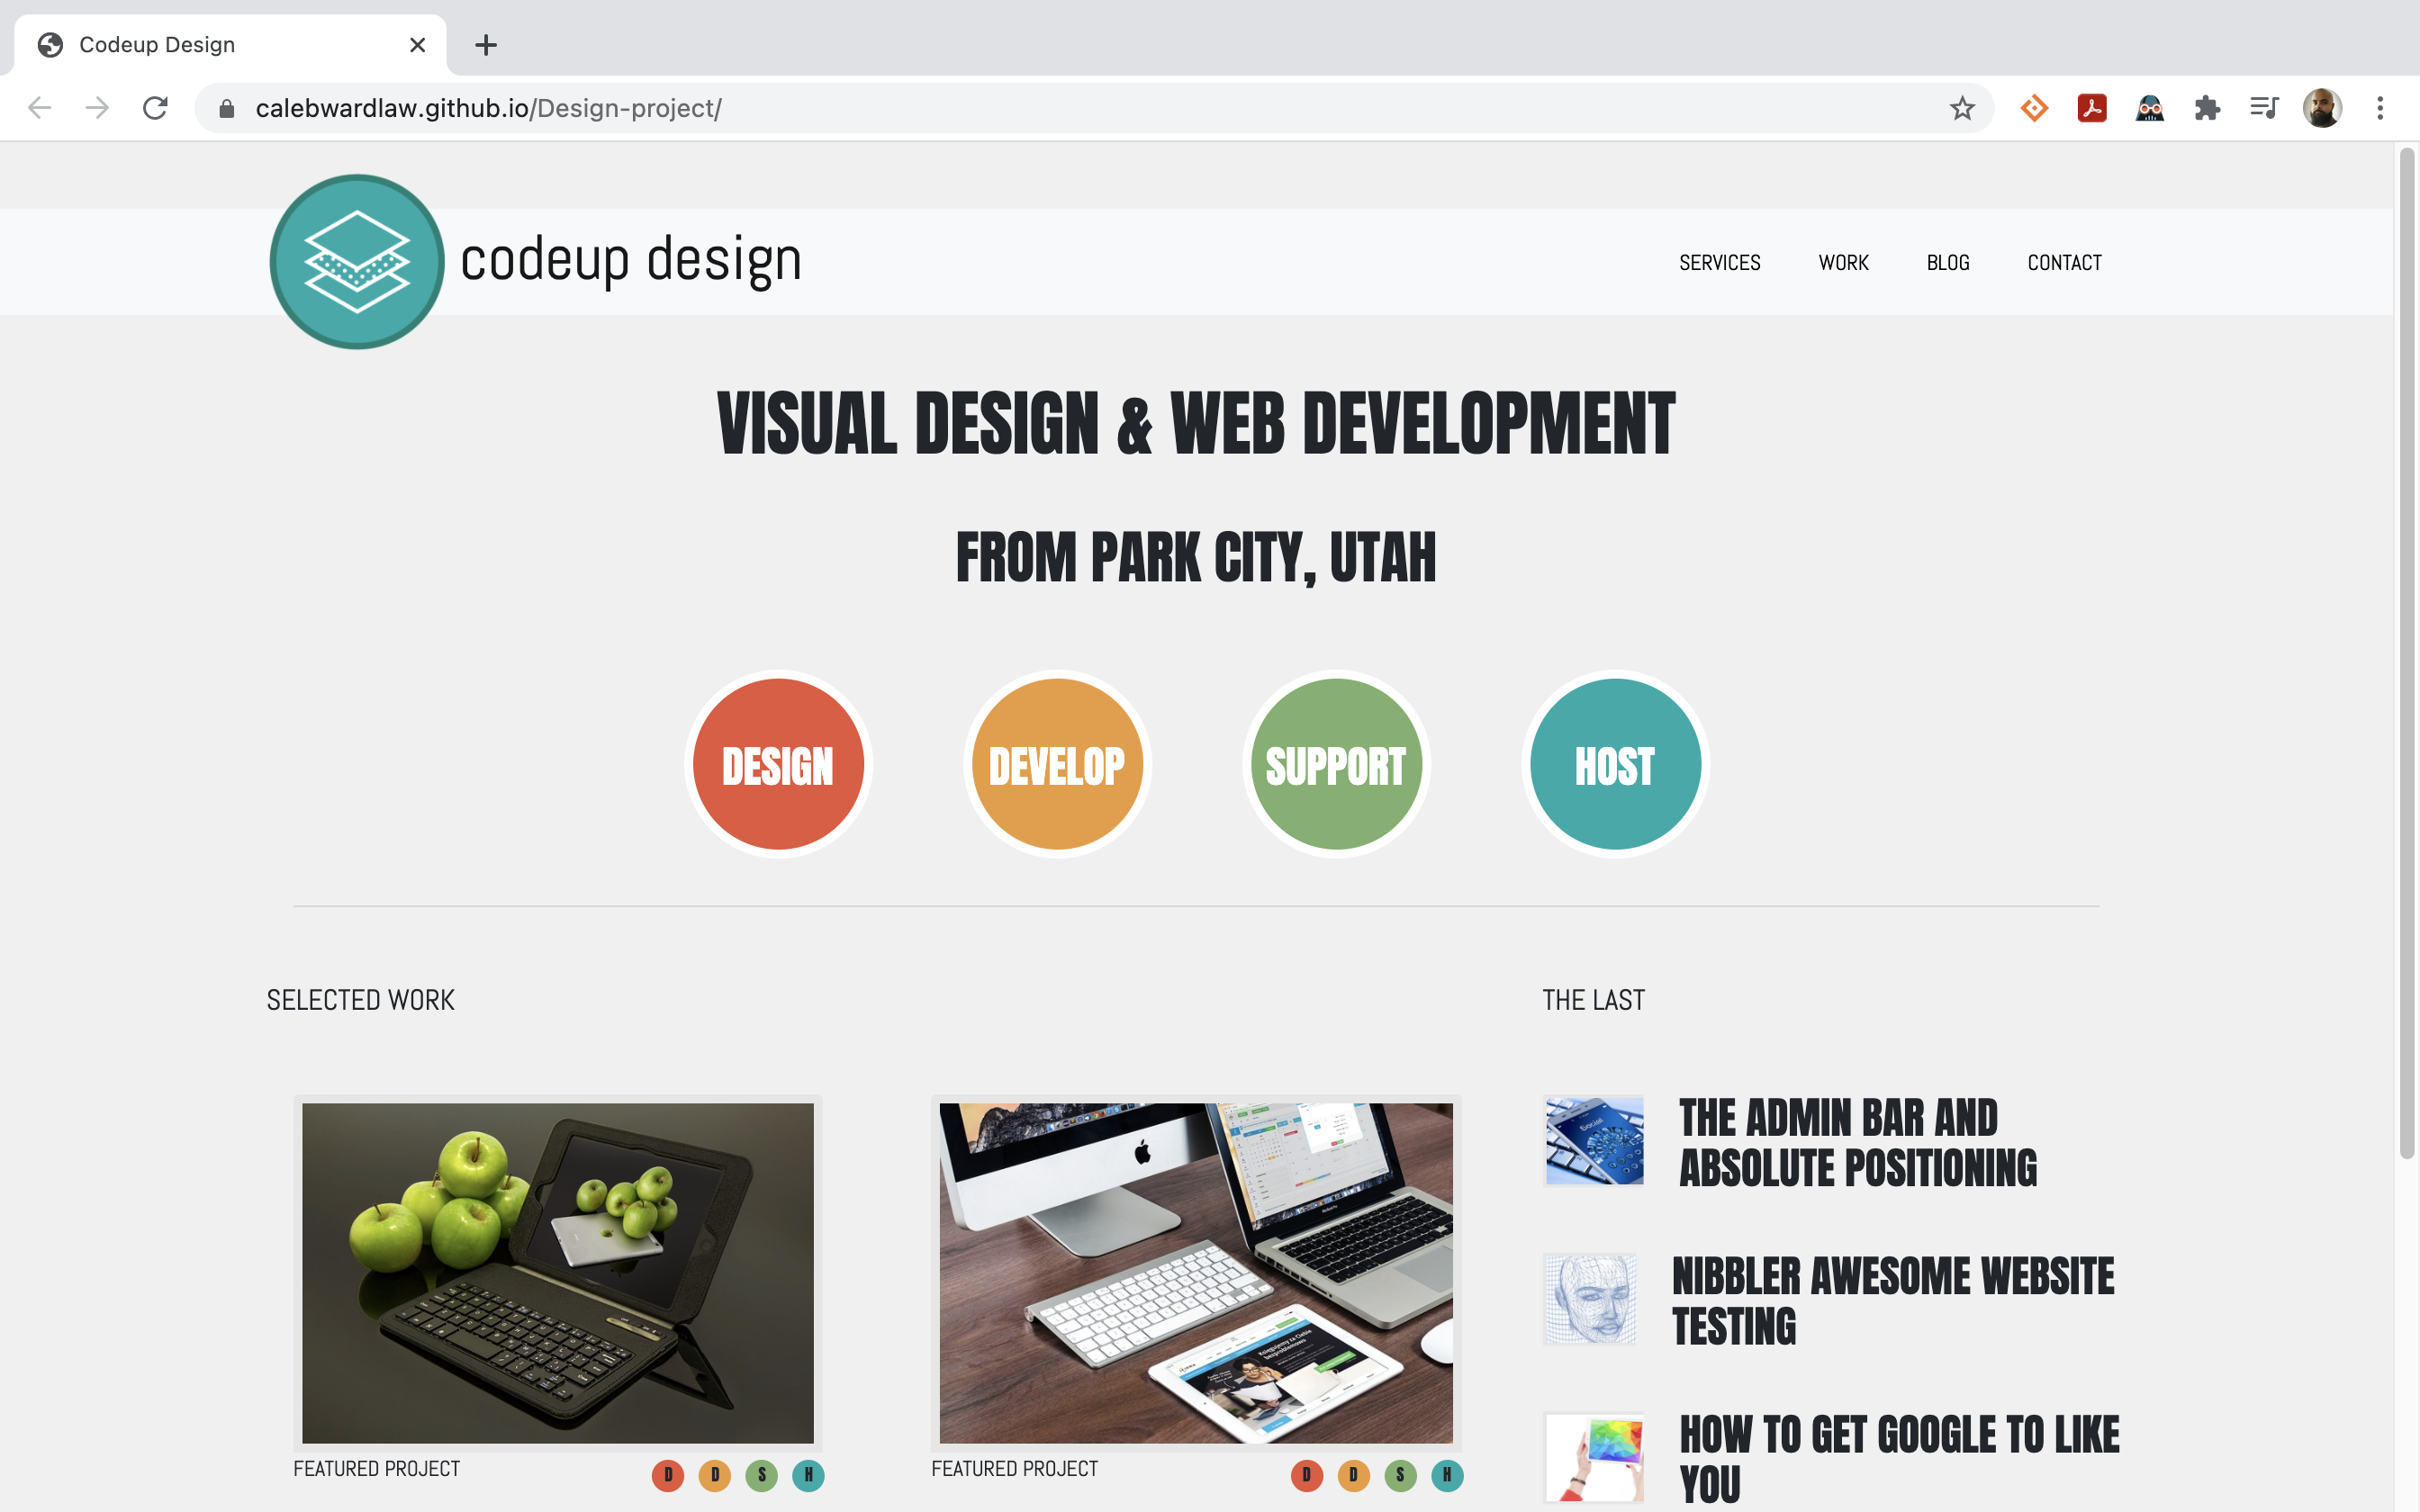 Codeup Design
calebwardlaw.github.io/Design-project/
codeup design
SERVICES WORK BLOG CONTACT
VISUAL DESIGN & WEB DEVELOPMENT
FROM PARK CITY, UTAH
DESIGN DEVELOP SUPPORT HOST
SELECTED WORK
THE LAST
THE ADMIN BAR AND
ABSOLUTE POSITIONING
NIBBLER AWESOME WEBSITE
TESTING
HOW TO GET GOOGLE TO LIKE
YOU
FEATURED PROJECT D D S H
FEATURED PROJECT D D S H